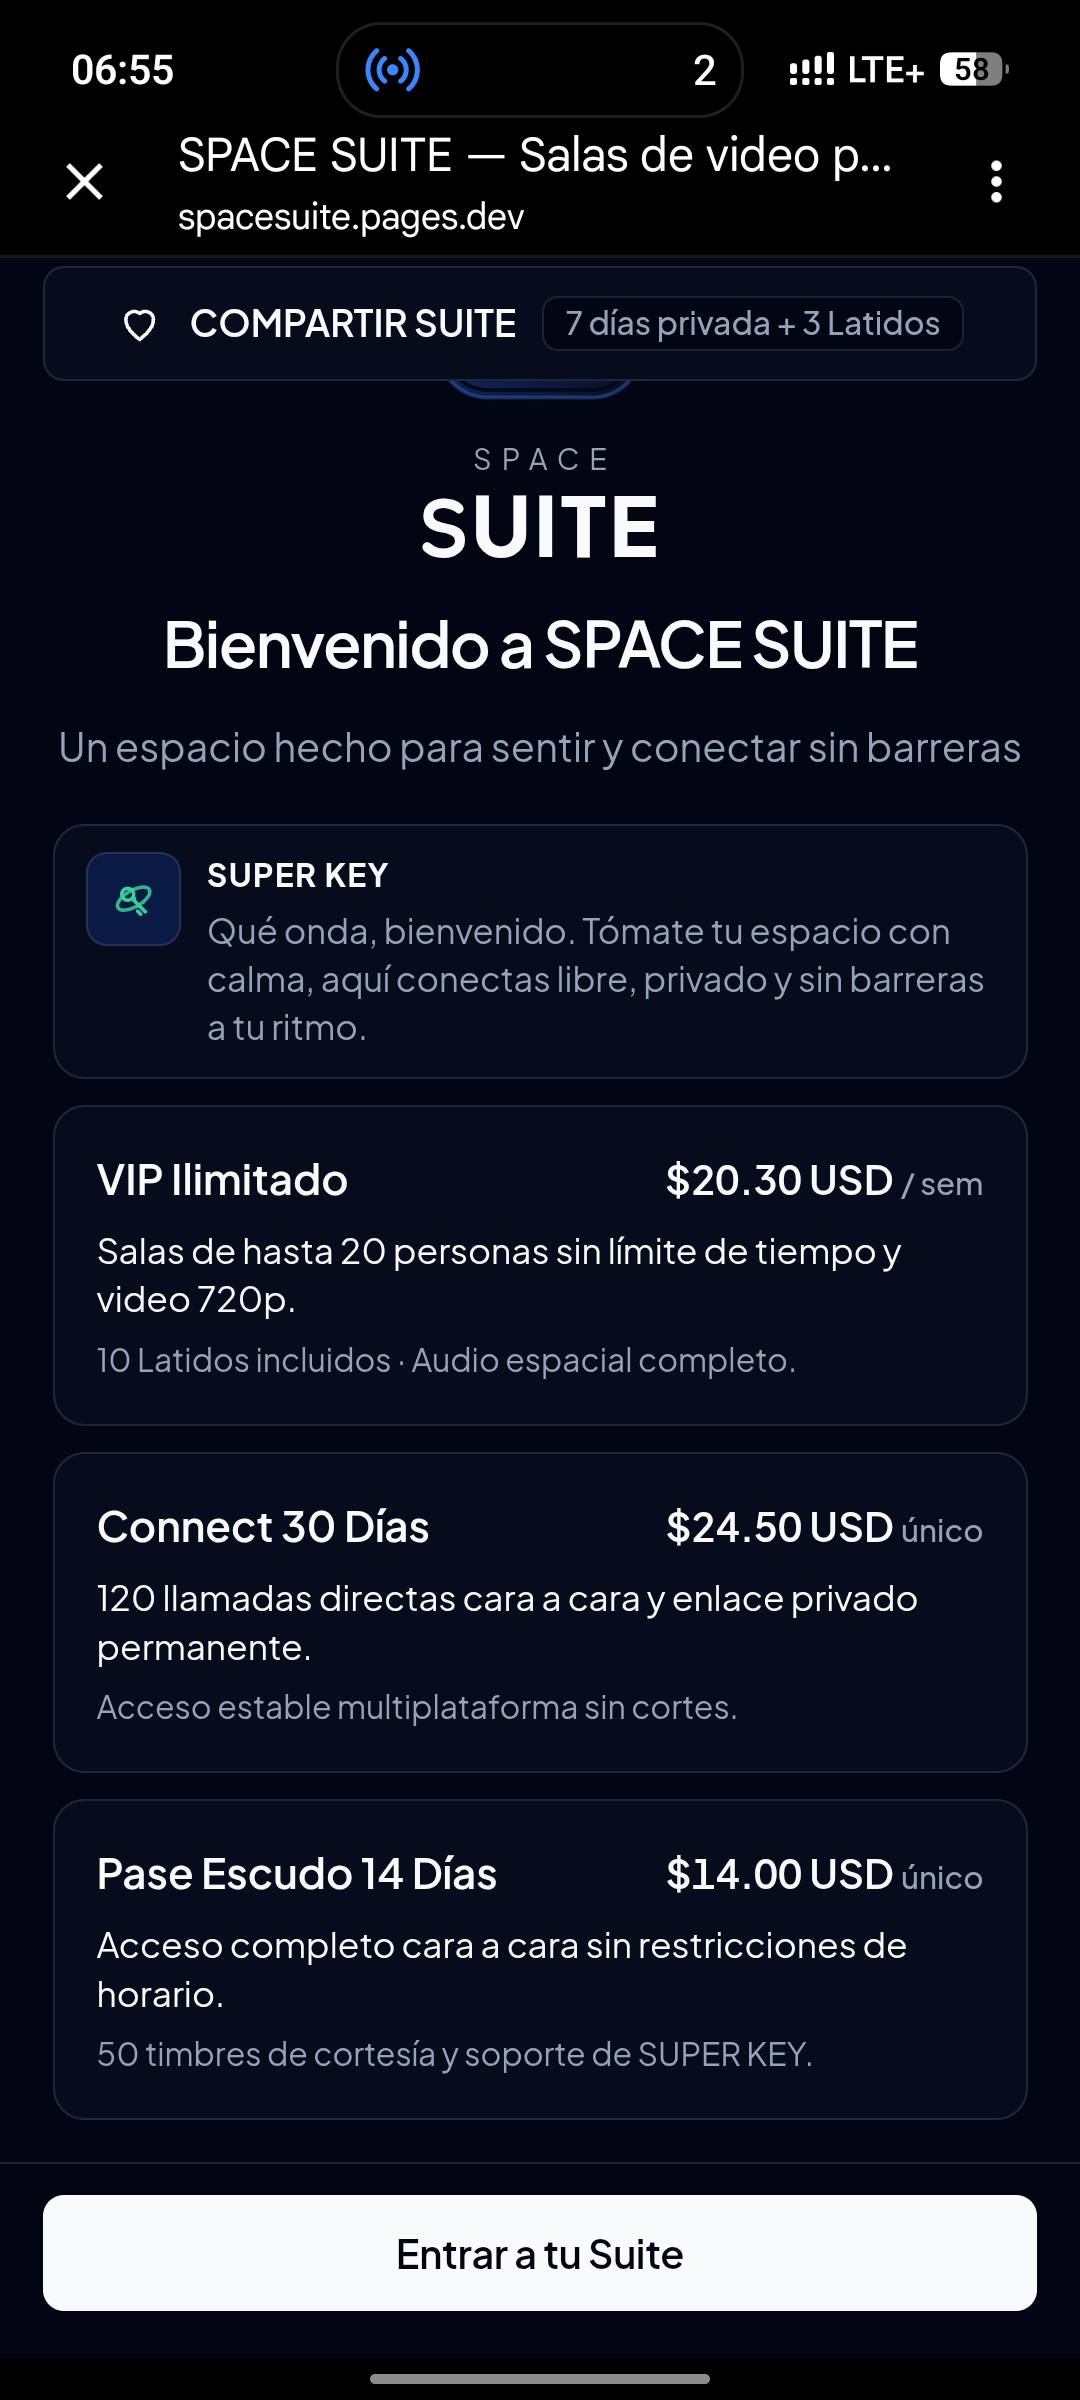 06:55
2
LTE+
58
SPACE SUITE — Salas de video p...
spacesuite.pages.dev
COMPARTIR SUITE
7 días privada + 3 Latidos
SPACE
SUITE
Bienvenido a SPACE SUITE
Un espacio hecho para sentir y conectar sin barreras
SUPER KEY
Qué onda, bienvenido. Tómate tu espacio con
calma, aquí conectas libre, privado y sin barreras
a tu ritmo.
VIP Ilimitado
$20.30 USD / sem
Salas de hasta 20 personas sin límite de tiempo y
video 720p.
10 Latidos incluidos · Audio espacial completo.
Connect 30 Días
$24.50 USD único
120 llamadas directas cara a cara y enlace privado
permanente.
Acceso estable multiplataforma sin cortes.
Pase Escudo 14 Días
$14.00 USD único
Acceso completo cara a cara sin restricciones de
horario.
50 timbres de cortesía y soporte de SUPER KEY.
Entrar a tu Suite